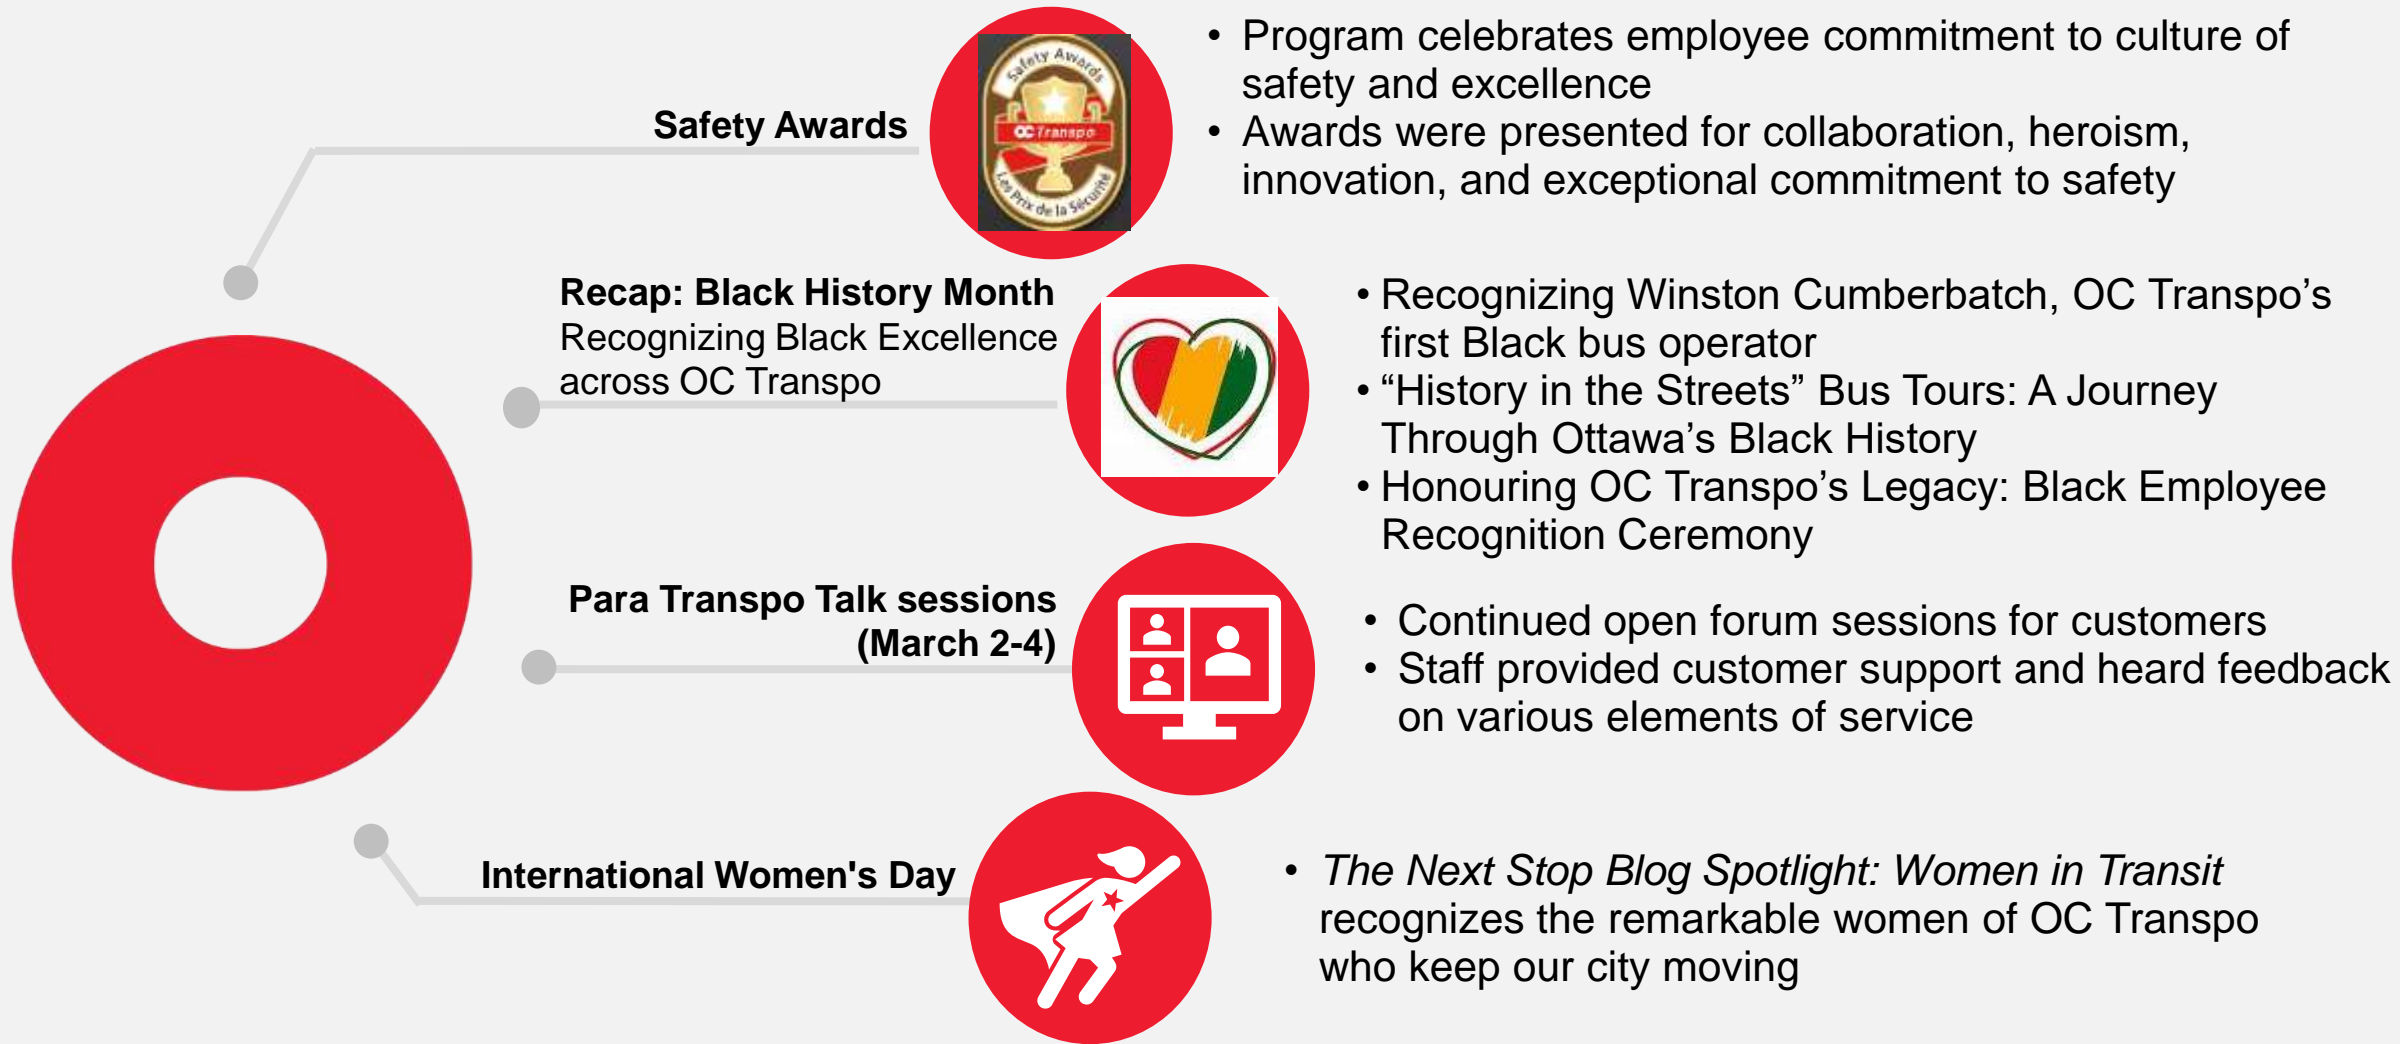 Safety Awards
Safety Awards
OC Transpo
Les Prix de la Sécurité
• Program celebrates employee commitment to culture of
safety and excellence
• Awards were presented for collaboration, heroism,
innovation, and exceptional commitment to safety
Recap: Black History Month
Recognizing Black Excellence
across OC Transpo
• Recognizing Winston Cumberbatch, OC Transpo’s
first Black bus operator
• “History in the Streets” Bus Tours: A Journey
Through Ottawa’s Black History
• Honouring OC Transpo’s Legacy: Black Employee
Recognition Ceremony
Para Transpo Talk sessions
(March 2-4)
• Continued open forum sessions for customers
• Staff provided customer support and heard feedback
on various elements of service
International Women's Day
• The Next Stop Blog Spotlight: Women in Transit
recognizes the remarkable women of OC Transpo
who keep our city moving